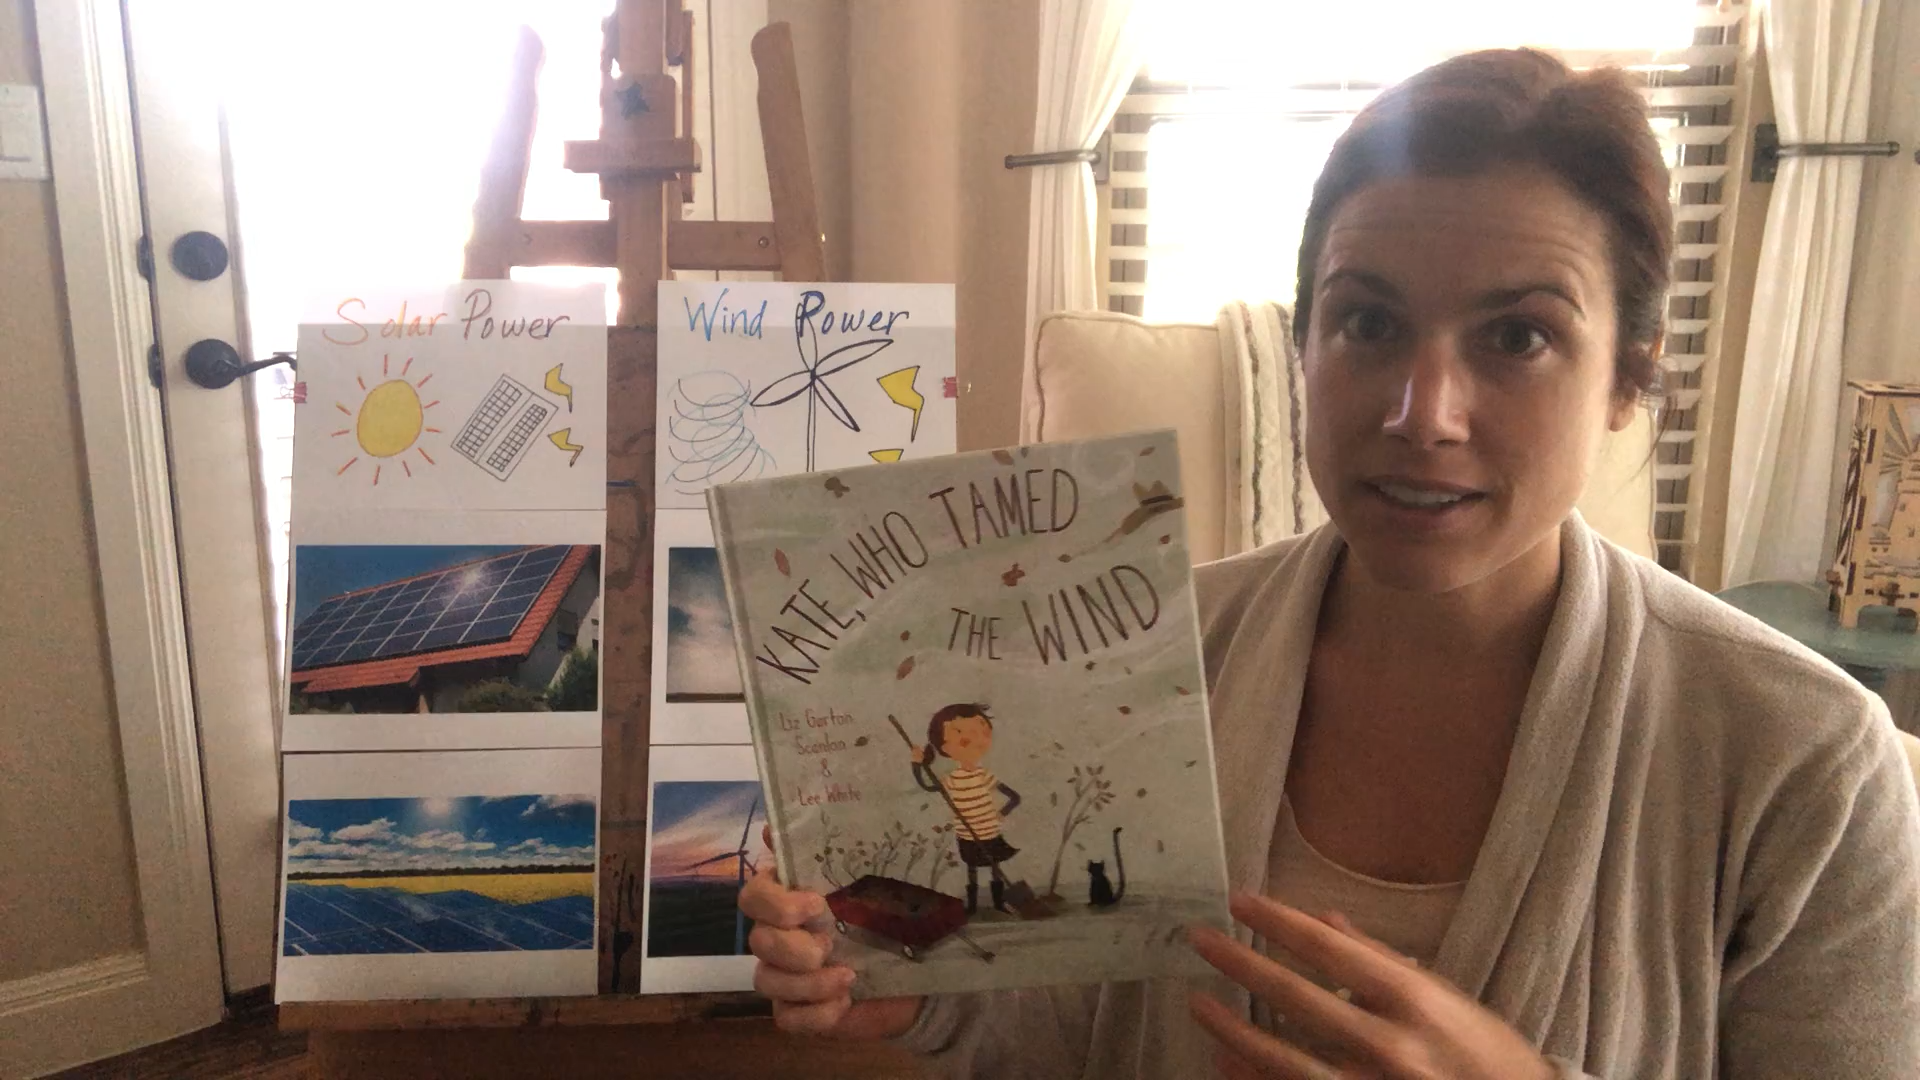 Solar Power
Wind Power
KATE, WHO TAMED
THE WIND
Liz Garton
Scanlon
&
Lee White